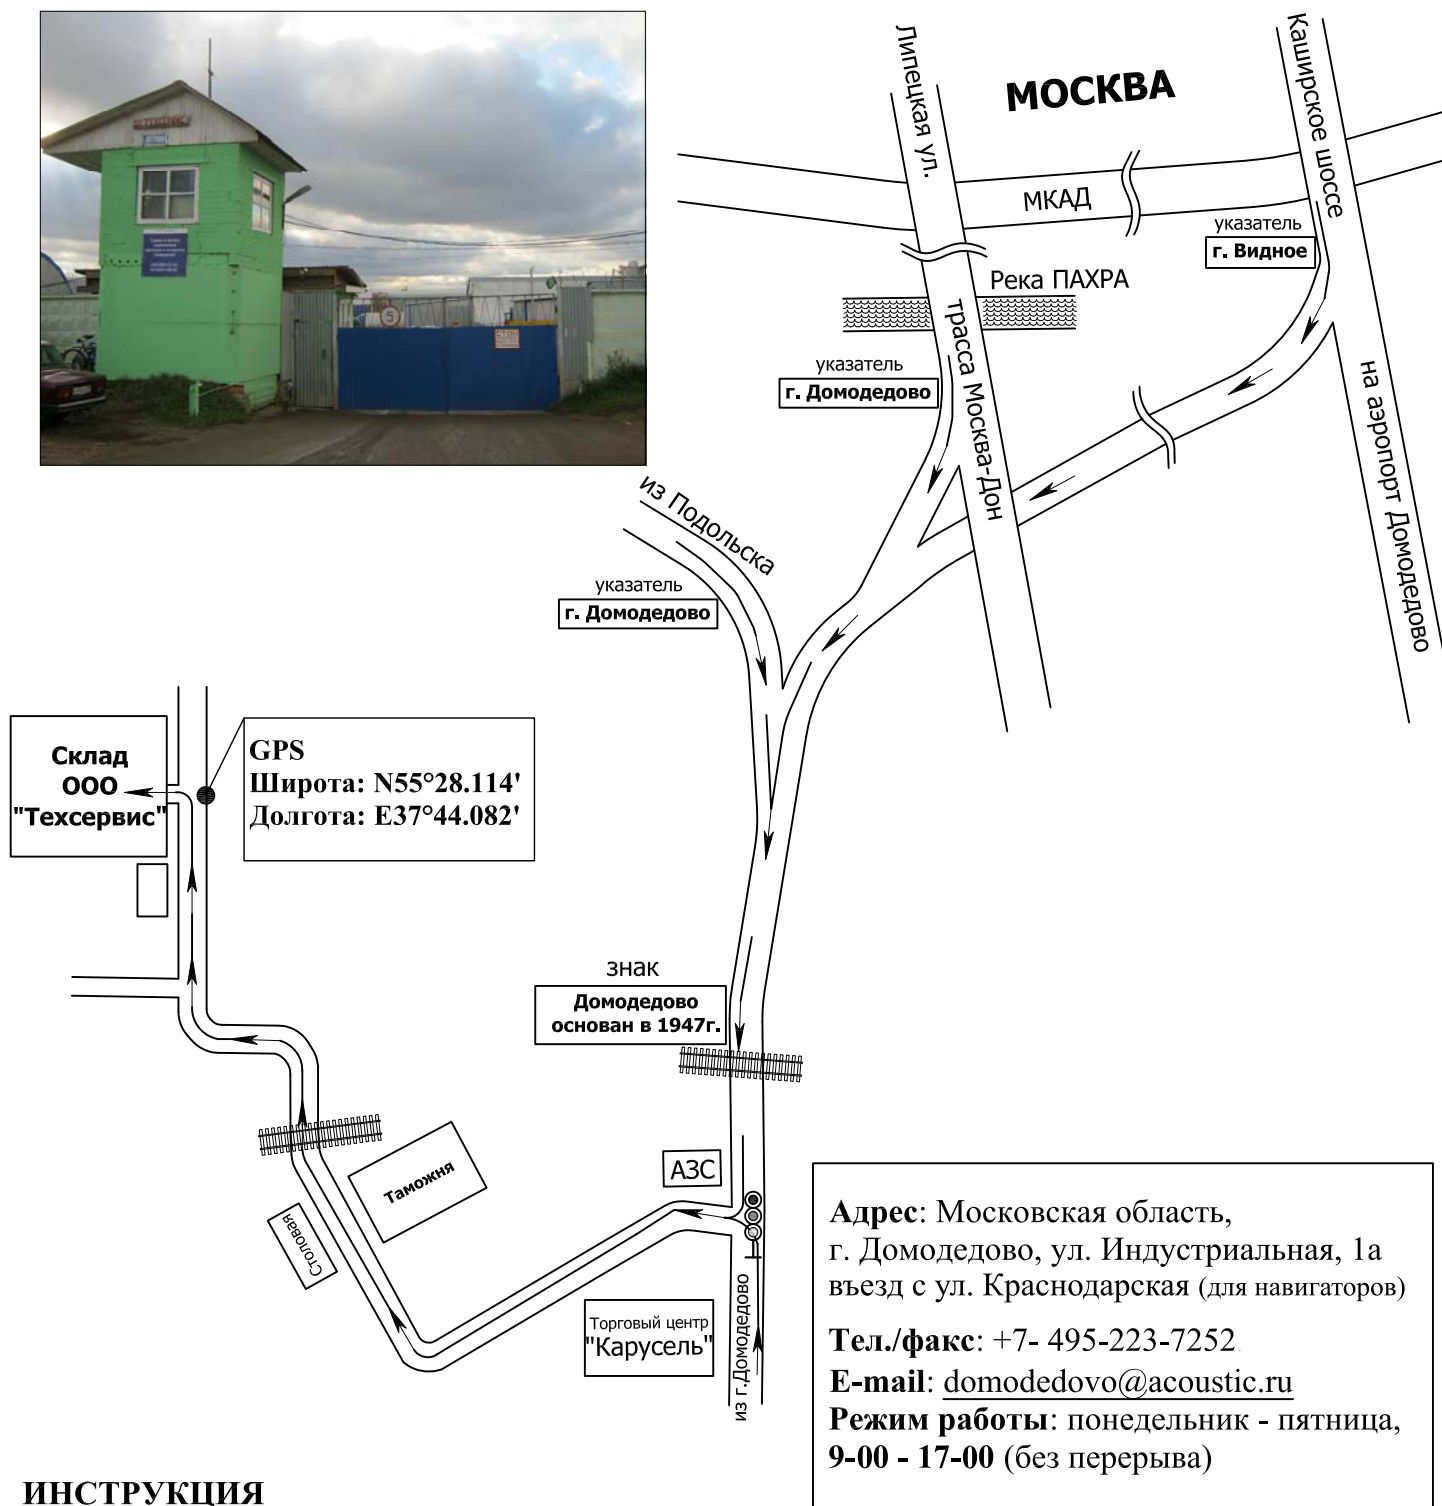 МОСКВА
Липецкая ул.
Каширское шоссе
МКАД
указатель
г. Видное
Река ПАХРА
трасса Москва-Дон
указатель
г. Домодедово
на аэропорт Домодедово
5
СТОП
из Подольска
указатель
г. Домодедово
Склад
ООО
"Техсервис"
GPS
Широта: N55°28.114'
Долгота: E37°44.082'
знак
Домодедово
основан в 1947г.
АЗС
Таможня
Столовая
Торговый центр
"Карусель"
из г.Домодедово
Адрес: Московская область,
г. Домодедово, ул. Индустриальная, 1а
въезд с ул. Краснодарская (для навигаторов)
Тел./факс: +7- 495-223-7252
E-mail: domodedovo@acoustic.ru
Режим работы: понедельник - пятница,
9-00 - 17-00 (без перерыва)
ИНСТРУКЦИЯ